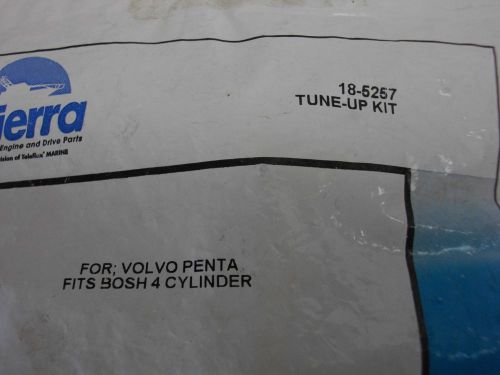 ierra
Engine and Drive Parts
ision of Teleflex MARINE
18-5257
TUNE-UP KIT
FOR; VOLVO PENTA
FITS BOSH 4 CYLINDER